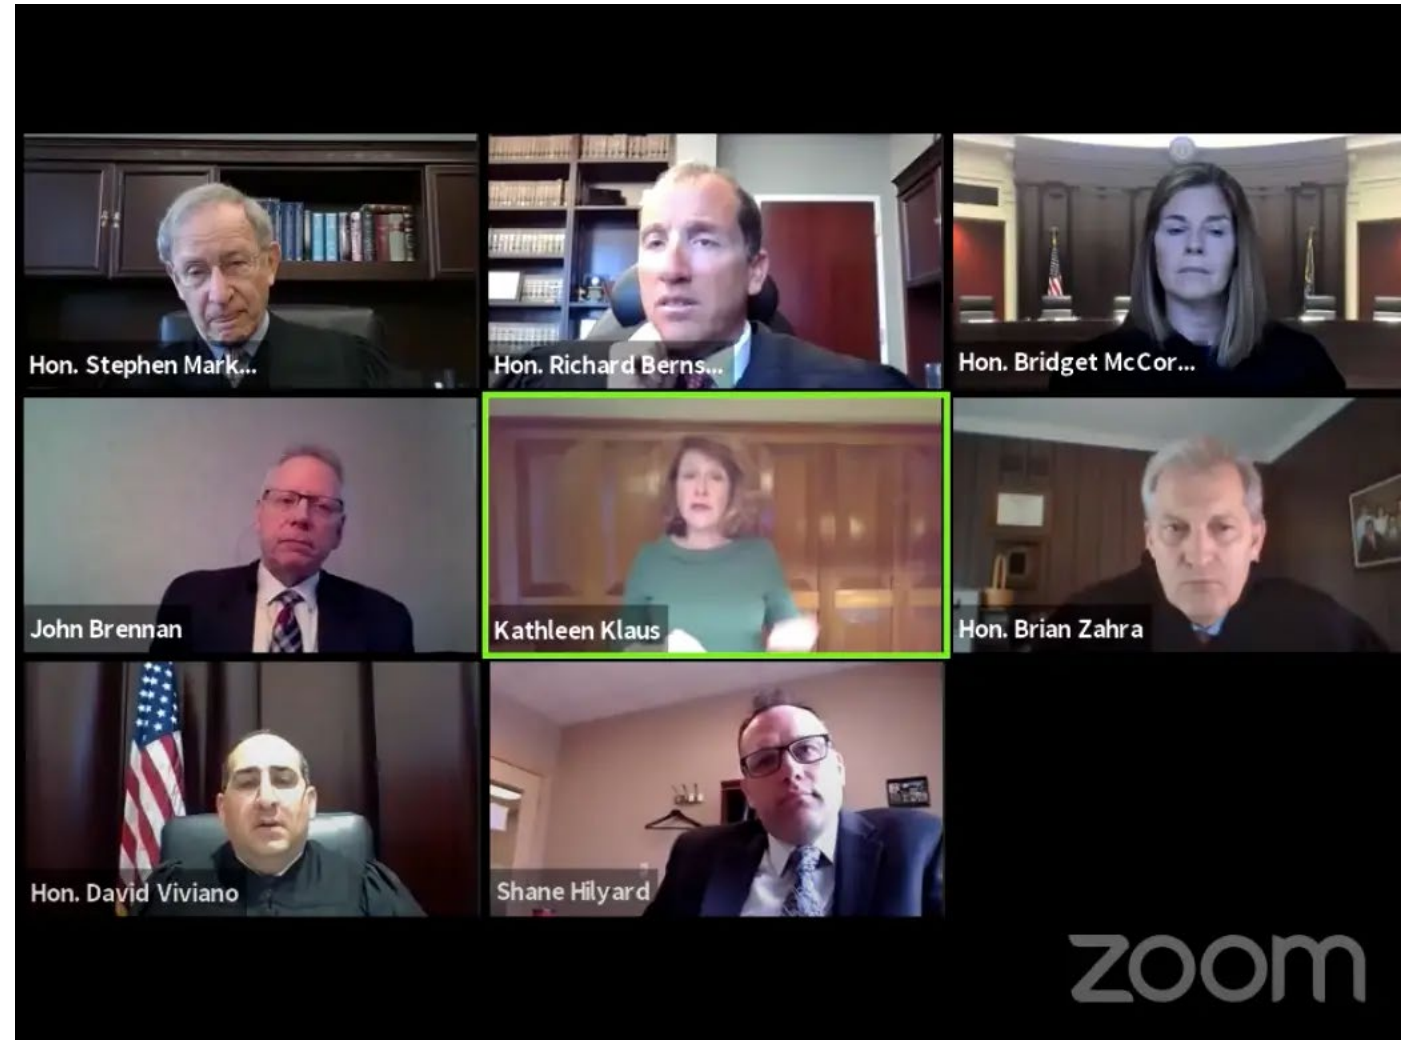 Hon. Stephen Mark...
Hon. Richard Berns...
Hon. Bridget McCor...
John Brennan
Kathleen Klaus
Hon. Brian Zahra
Hon. David Viviano
Shane Hilyard
zoom